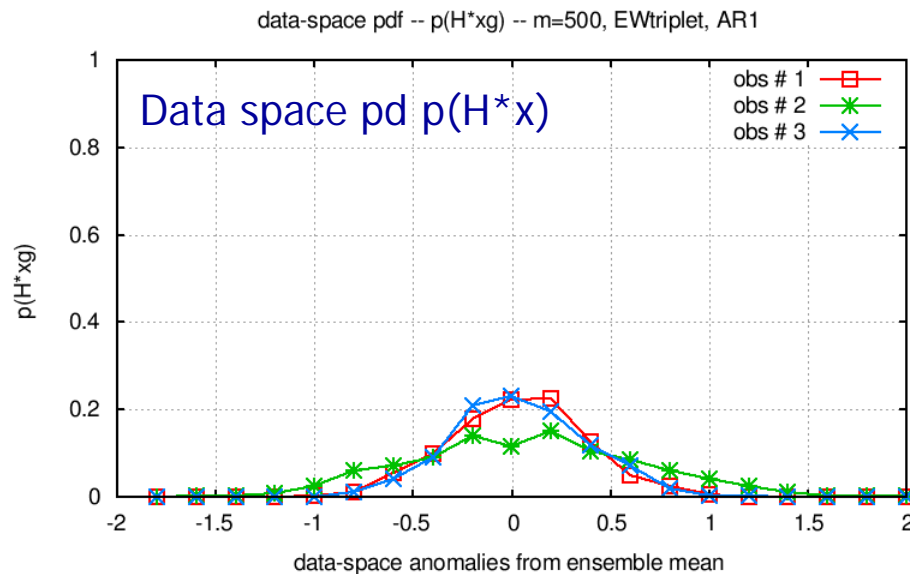 data-space pdf -- p(H*xg) -- m=500, EWtriplet, AR1
Data space pd p(H*x)
obs # 1
obs # 2
obs # 3
1
0.8
0.6
0.4
0.2
0
p(H*xg)
-2 -1.5 -1 -0.5 0 0.5 1 1.5 2
data-space anomalies from ensemble mean